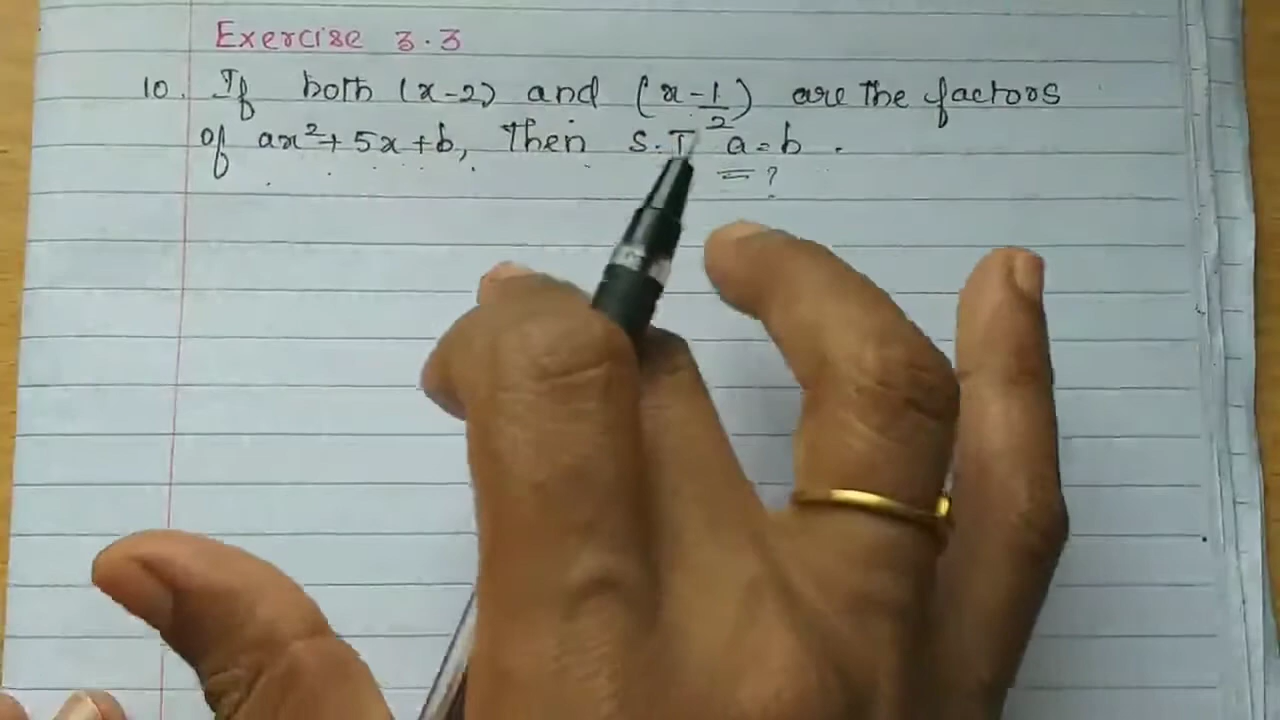 Exercise 3.3
10. If both (x-2) and (x-1/2) are the factors
of ax²+5x+b, Then S.T a=b.
= ?